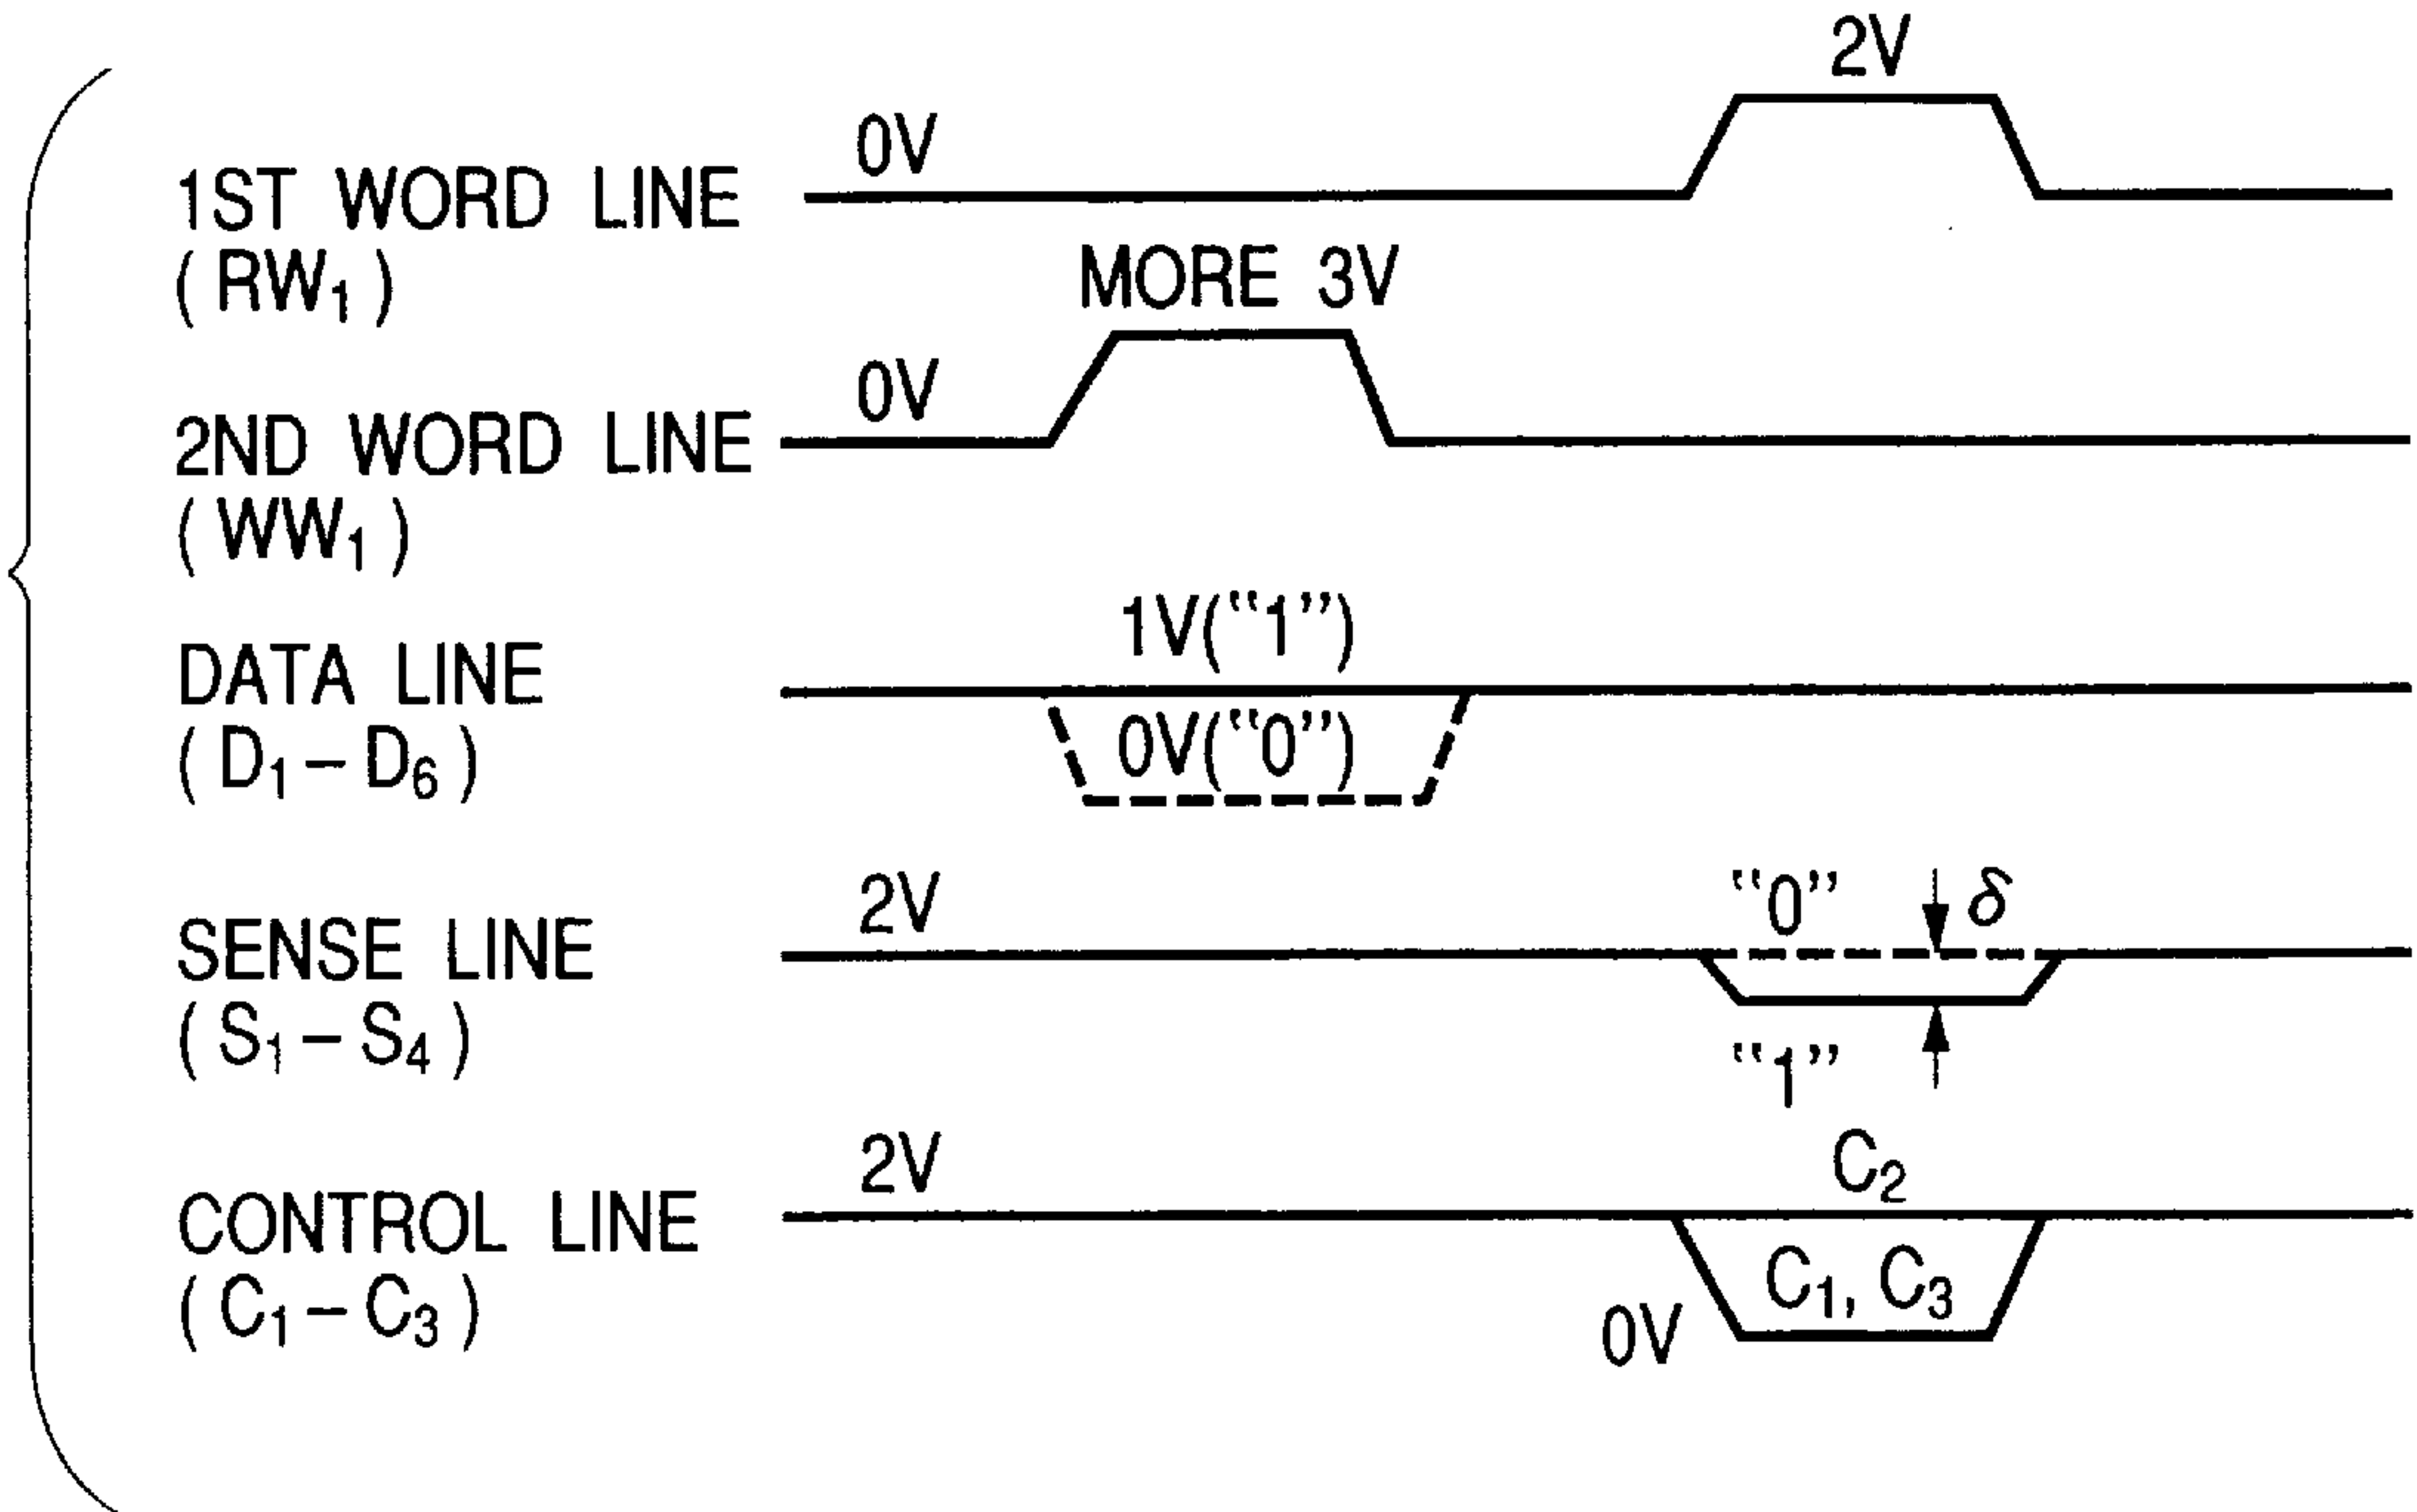 2V
0V
1ST WORD LINE
(RW₁)
MORE 3V
0V
2ND WORD LINE
(WW₁)
1V(“1”)
DATA LINE
(D₁–D₆)
0V(“0”)
2V
“0”
δ
SENSE LINE
(S₁–S₄)
“1”
2V
C₂
CONTROL LINE
(C₁–C₃)
C₁, C₃
0V